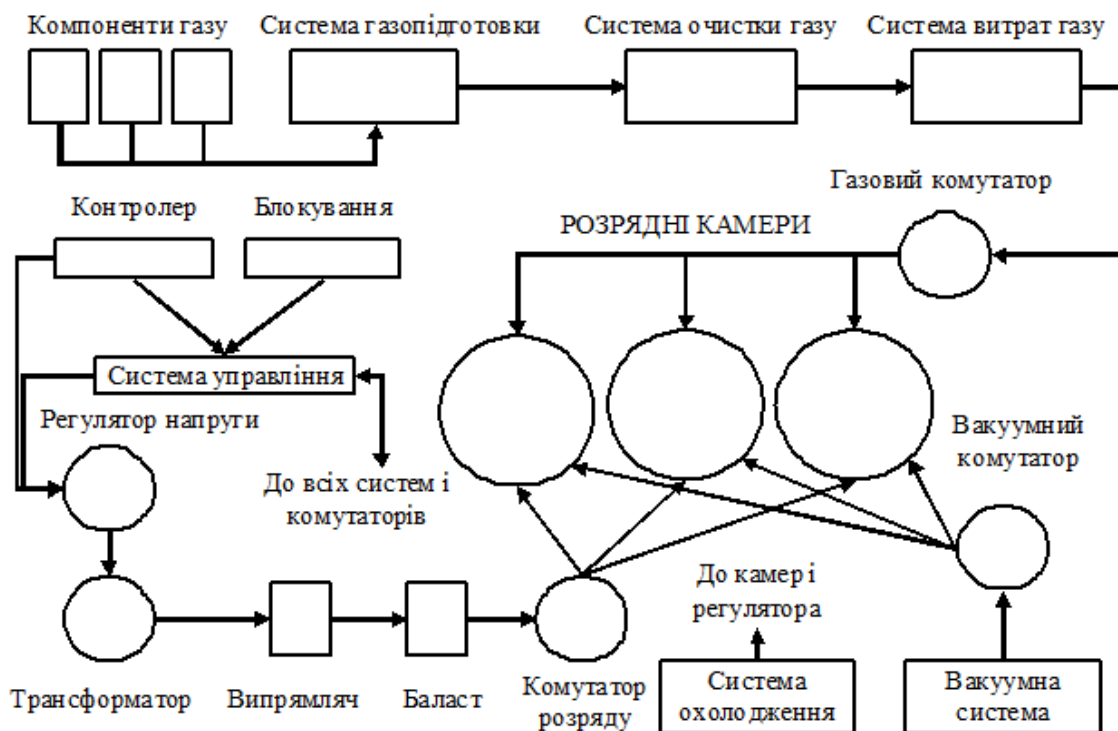 Компоненти газу
Система газопідготовки
Система очистки газу
Система витрат газу
Газовий комутатор
Контролер
Блокування
РОЗРЯДНІ КАМЕРИ
Система управління
Регулятор напруги
До всіх систем і
комутаторів
Вакуумний
комутатор
До камер і
регулятора
Трансформатор
Випрямляч
Баласт
Комутатор
розряду
Система
охолодження
Вакуумна
система